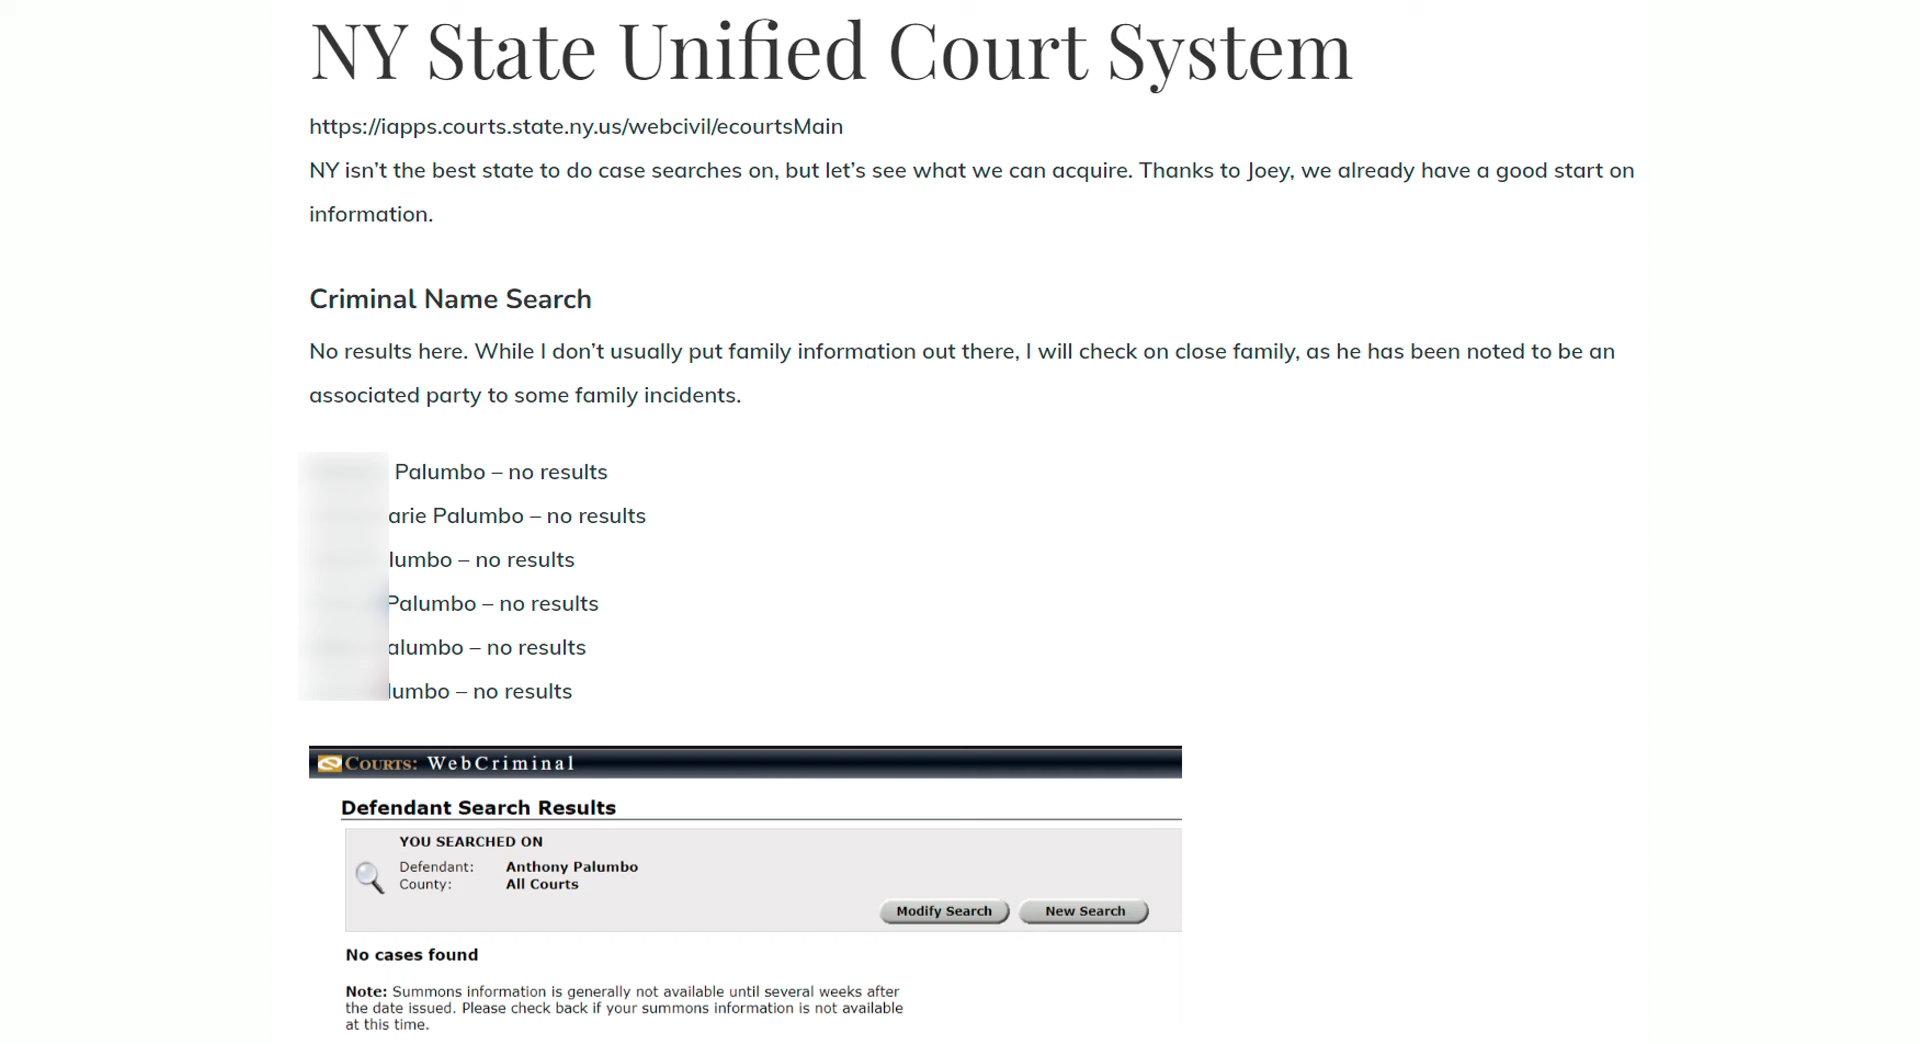 NY State Unified Court System
https://iapps.courts.state.ny.us/webcivil/ecourtsMain
NY isn’t the best state to do case searches on, but let’s see what we can acquire. Thanks to Joey, we already have a good start on
information.
Criminal Name Search
No results here. While I don’t usually put family information out there, I will check on close family, as he has been noted to be an
associated party to some family incidents.
Palumbo – no results
arie Palumbo – no results
lumbo – no results
Palumbo – no results
alumbo – no results
lumbo – no results
COURTS: WebCriminal
Defendant Search Results
YOU SEARCHED ON
Defendant: Anthony Palumbo
County: All Courts
Modify Search New Search
No cases found
Note: Summons information is generally not available until several weeks after
the date issued. Please check back if your summons information is not available
at this time.